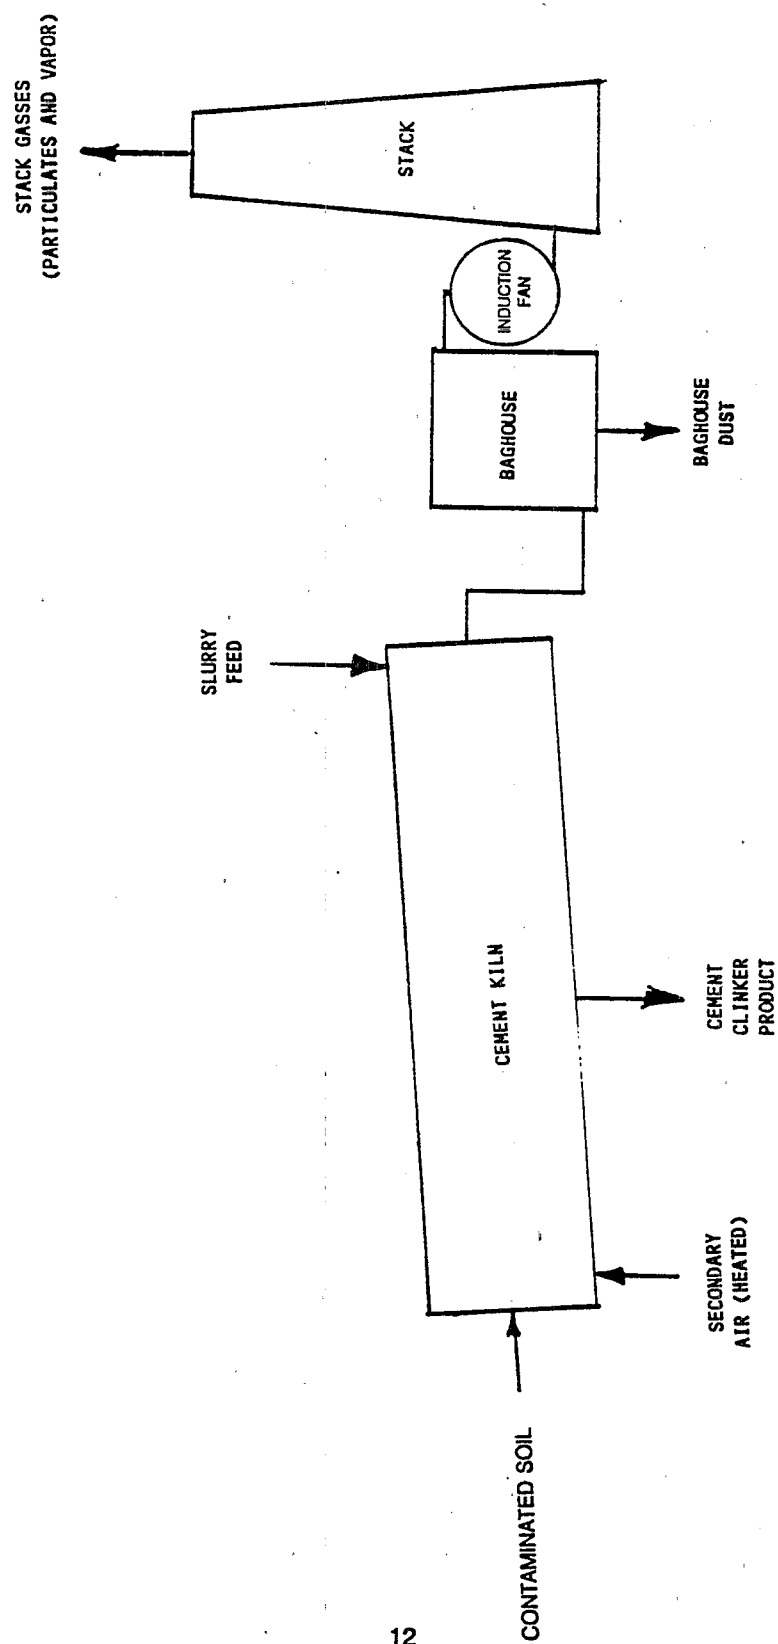 STACK GASSES
(PARTICULATES AND VAPOR)
STACK
INDUCTION
FAN
BAGHOUSE
BAGHOUSE
DUST
SLURRY
FEED
CEMENT KILN
CEMENT
CLINKER
PRODUCT
SECONDARY
AIR (HEATED)
CONTAMINATED SOIL
12